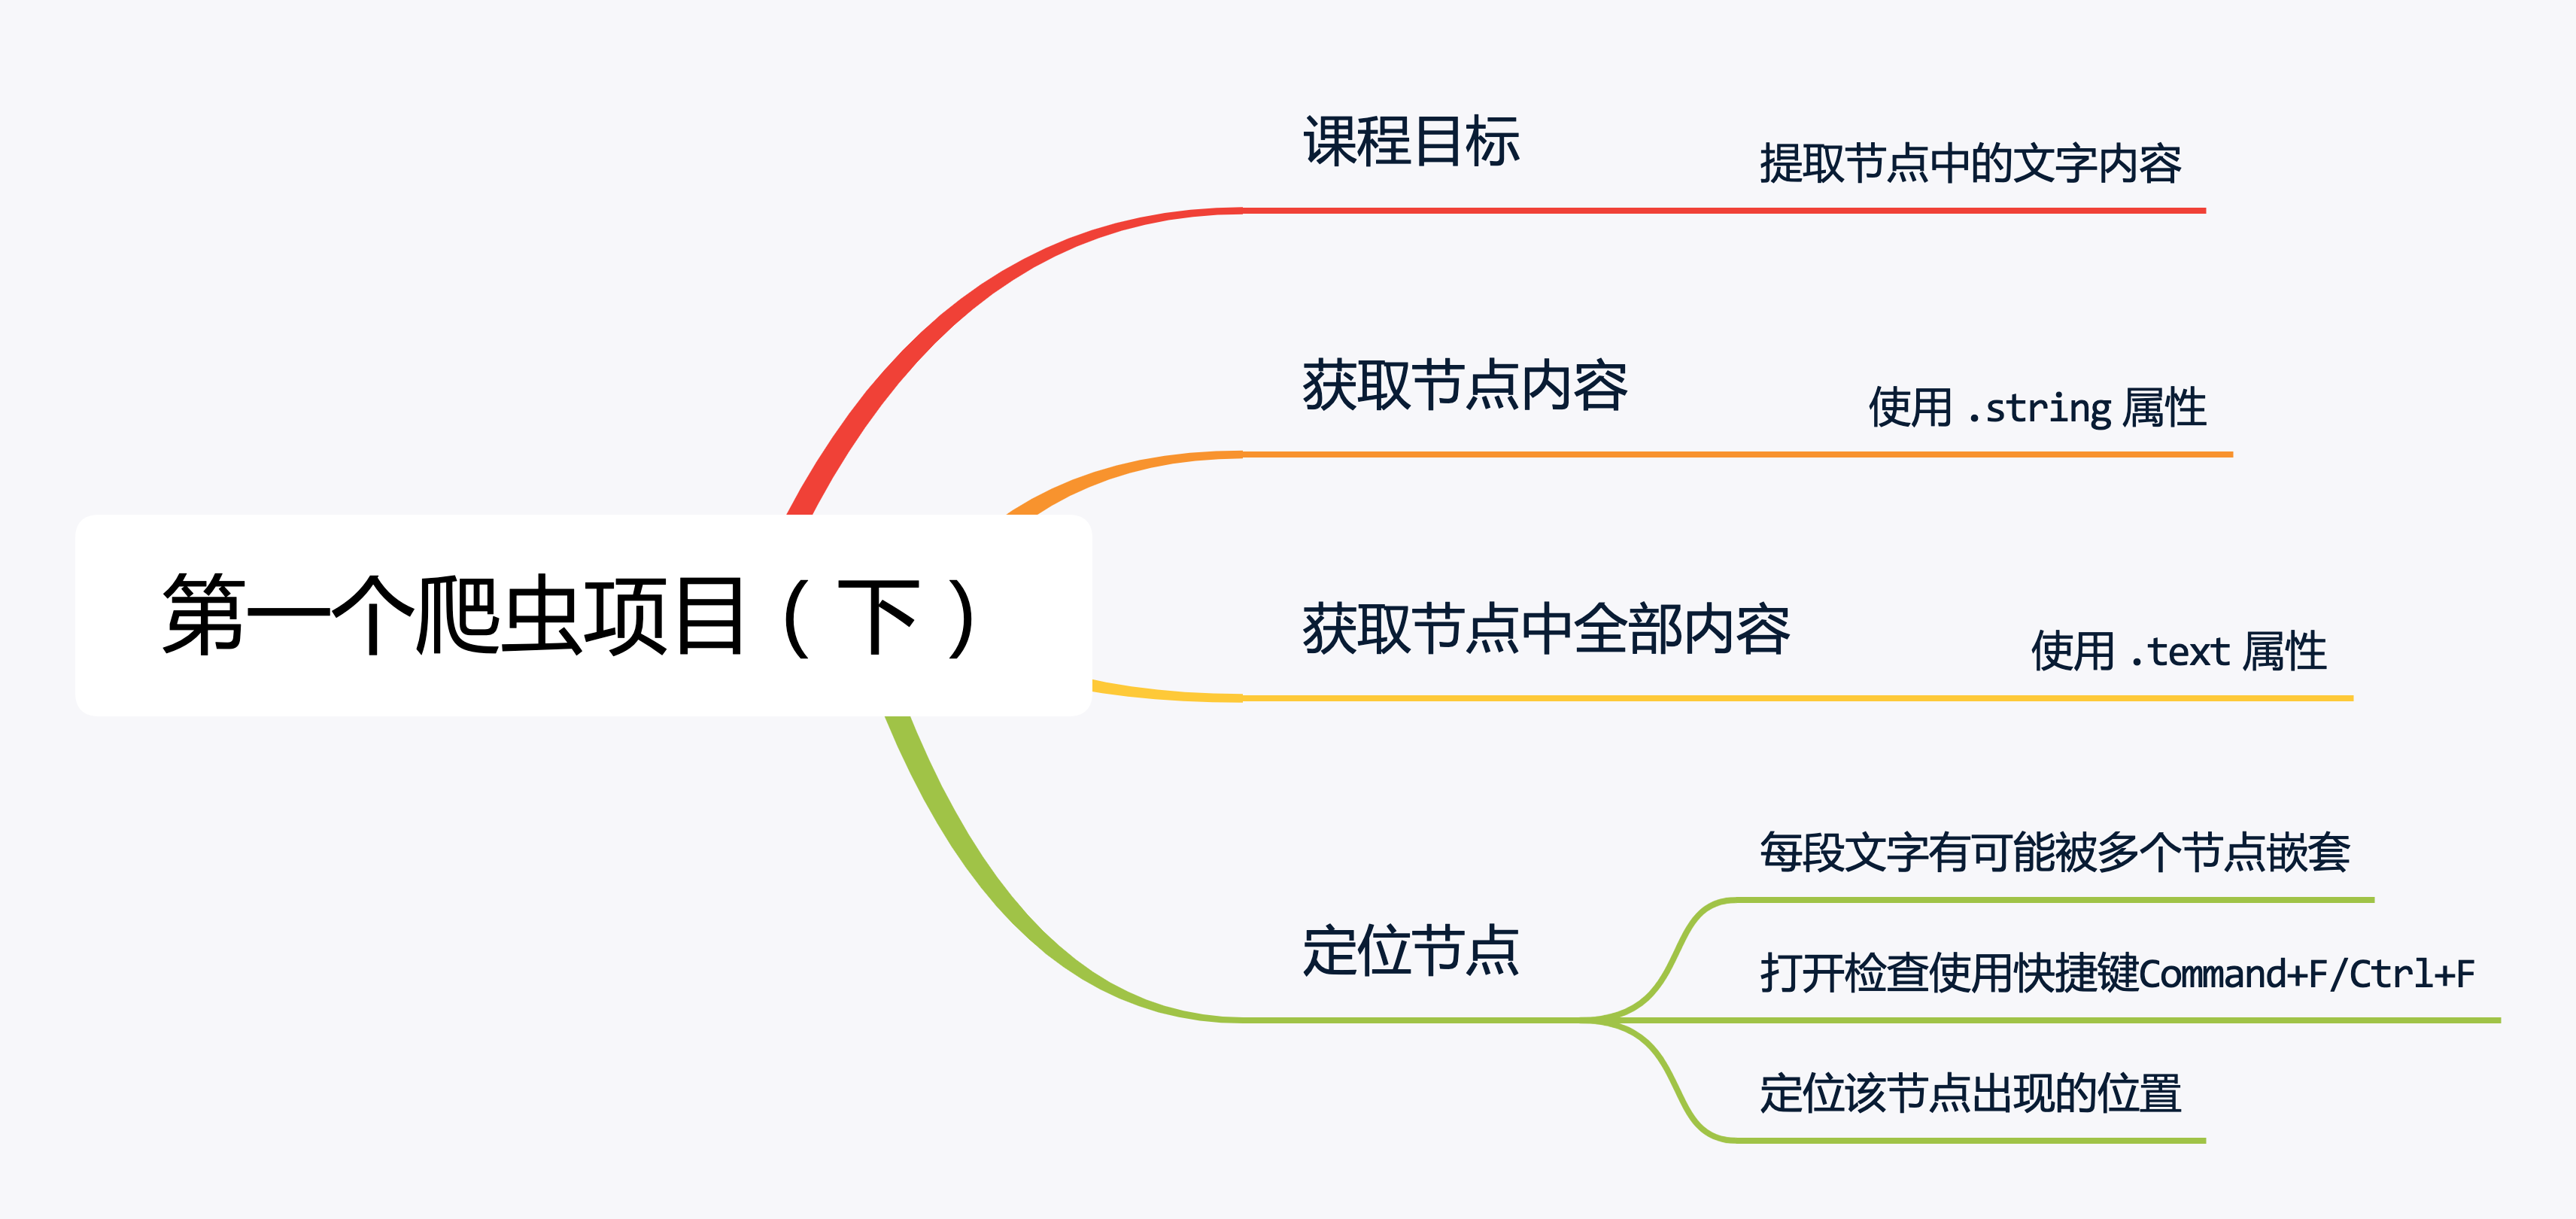 课程目标
提取节点中的文字内容
获取节点内容
使用 .string 属性
第一个爬虫项目（下）
获取节点中全部内容
使用 .text 属性
定位节点
每段文字有可能被多个节点嵌套
打开检查使用快捷键Command+F/Ctrl+F
定位该节点出现的位置